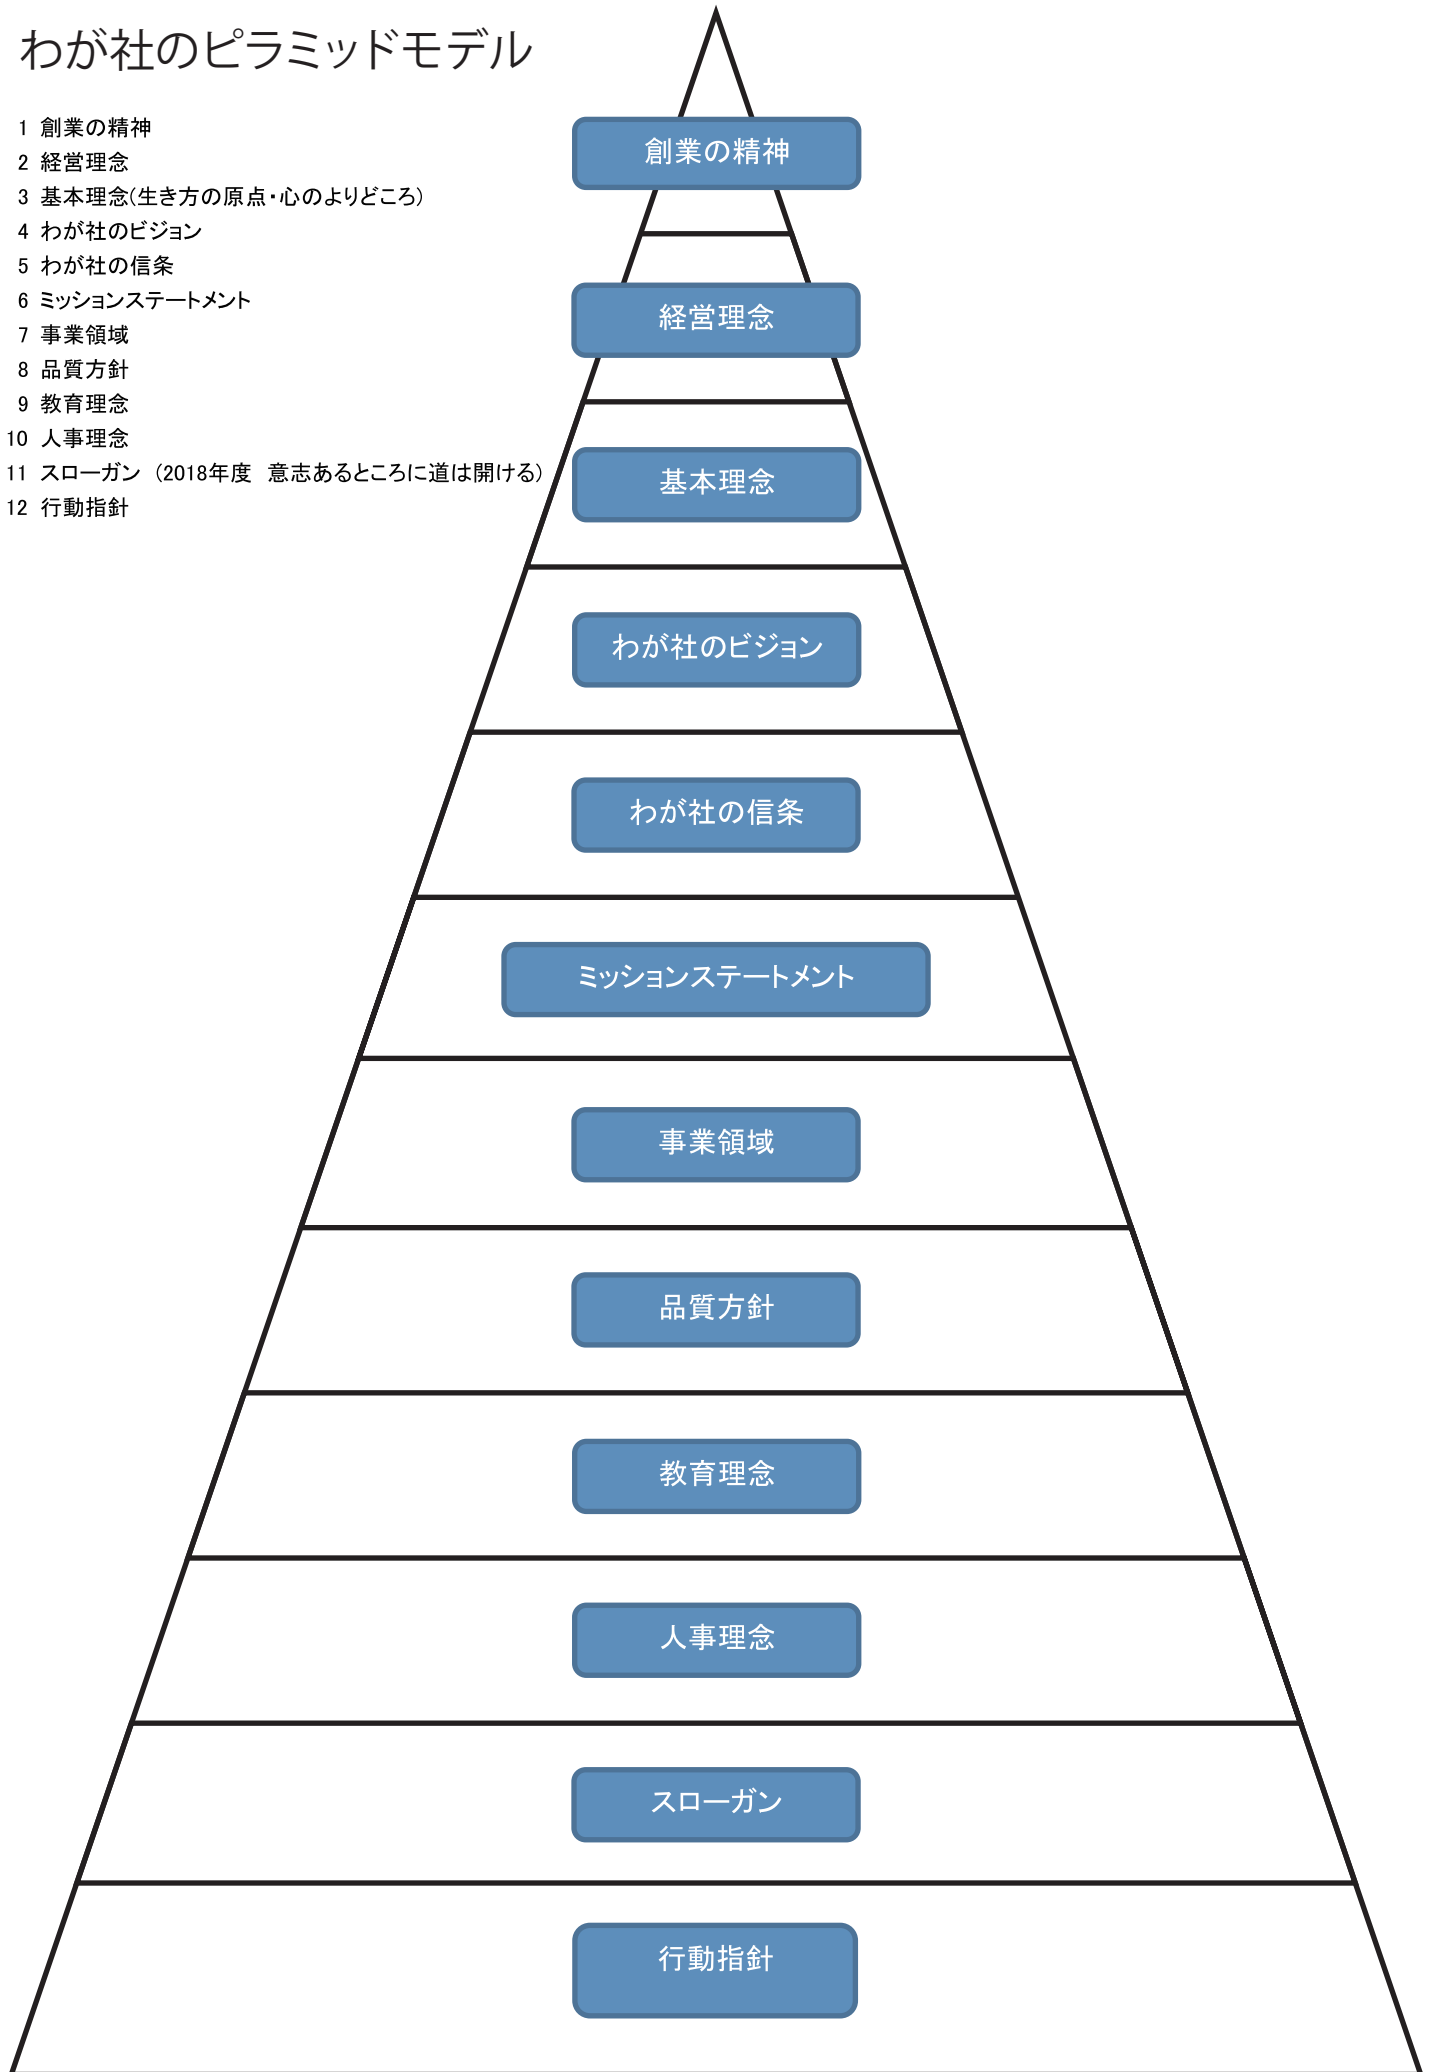 わが社のピラミッドモデル
1 創業の精神
2 経営理念
3 基本理念(生き方の原点・心のよりどころ)
4 わが社のビジョン
5 わが社の信条
6 ミッションステートメント
7 事業領域
8 品質方針
9 教育理念
10 人事理念
11 スローガン (2018年度 意志あるところに道は開ける)
12 行動指針
創業の精神
経営理念
基本理念
わが社のビジョン
わが社の信条
ミッションステートメント
事業領域
品質方針
教育理念
人事理念
スローガン
行動指針